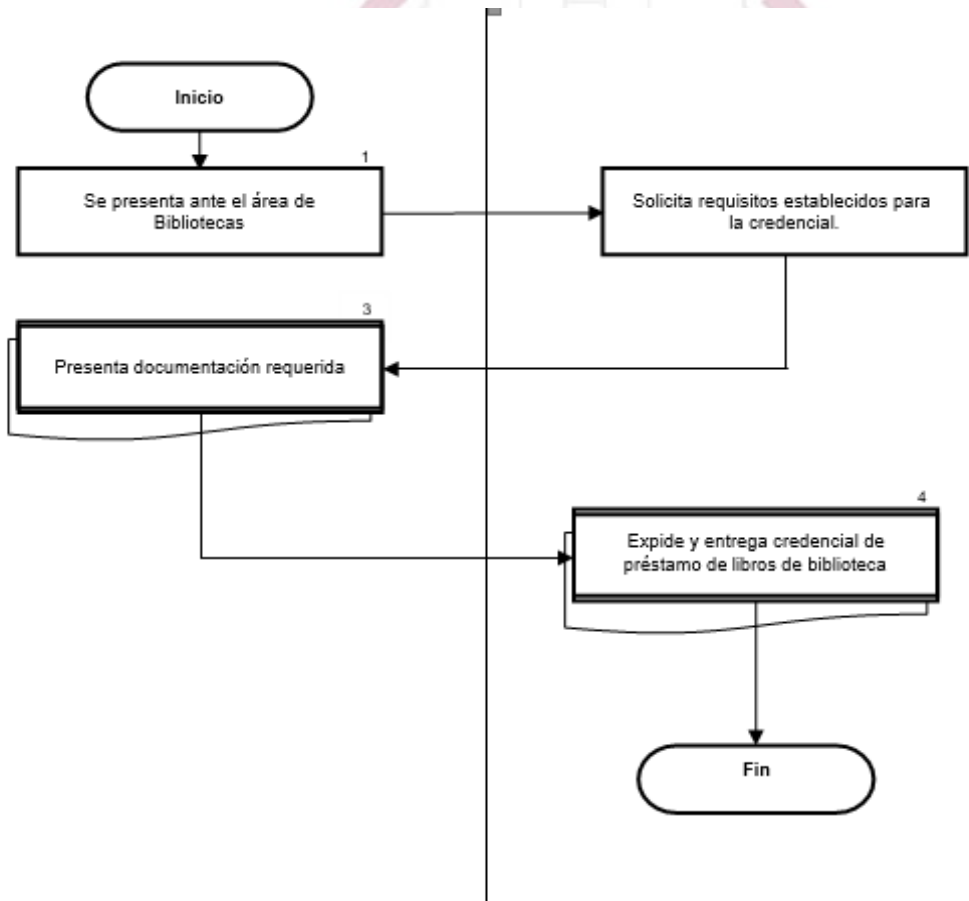 Inicio
1
Se presenta ante el área de
Bibliotecas
Solicita requisitos establecidos para
la credencial.
3
Presenta documentación requerida
4
Expide y entrega credencial de
préstamo de libros de biblioteca
Fin